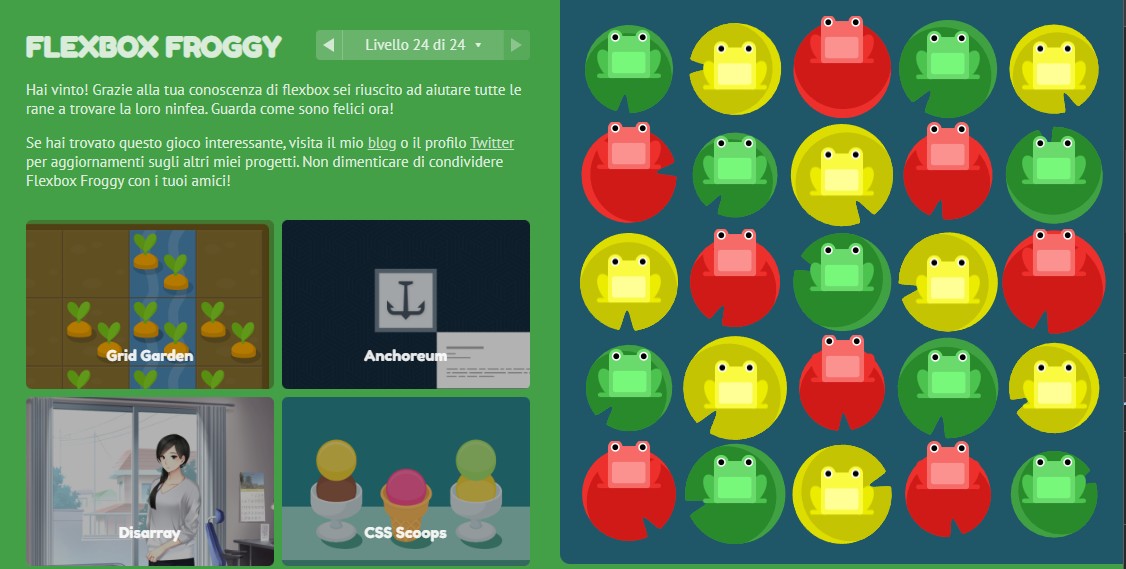 FLEXBOX FROGGY
Livello 24 di 24
Hai vinto! Grazie alla tua conoscenza di flexbox sei riuscito ad aiutare tutte le
rane a trovare la loro ninfea. Guarda come sono felici ora!
Se hai trovato questo gioco interessante, visita il mio blog o il profilo Twitter
per aggiornamenti sugli altri miei progetti. Non dimenticare di condividere
Flexbox Froggy con i tuoi amici!
Grid Garden
Anchoreum
Disarray
CSS Scoops